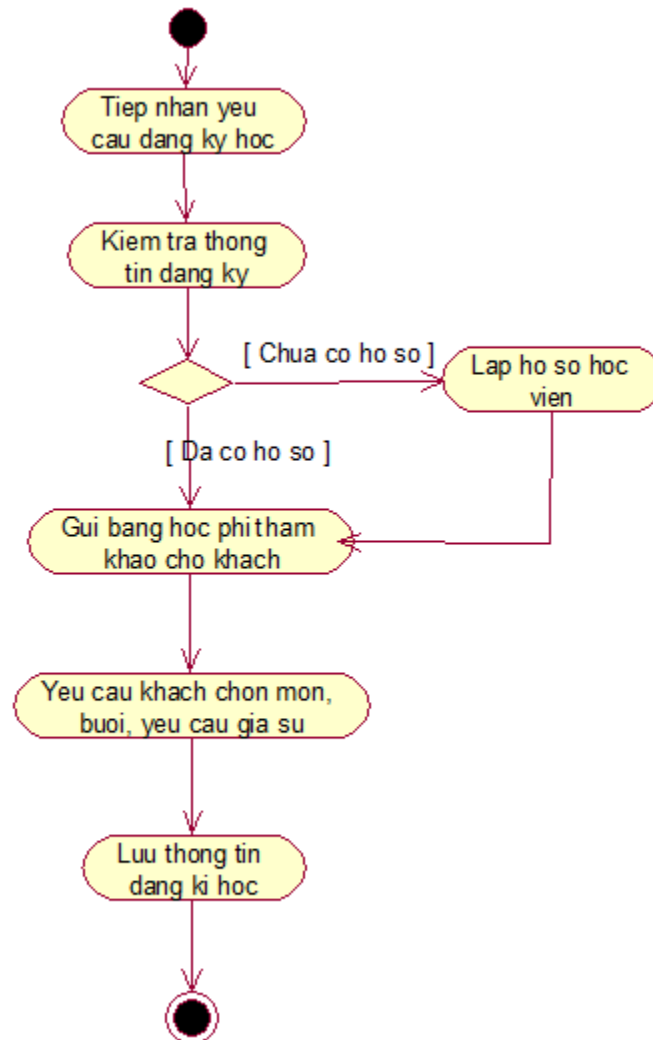 Tiep nhan yeu
cau dang ky hoc
Kiem tra thong
tin dang ky
[ Chua co ho so ]
Lap ho so hoc
vien
[ Da co ho so ]
Gui bang hoc phi tham
khao cho khach
Yeu cau khach chon mon,
buoi, yeu cau gia su
Luu thong tin
dang ki hoc